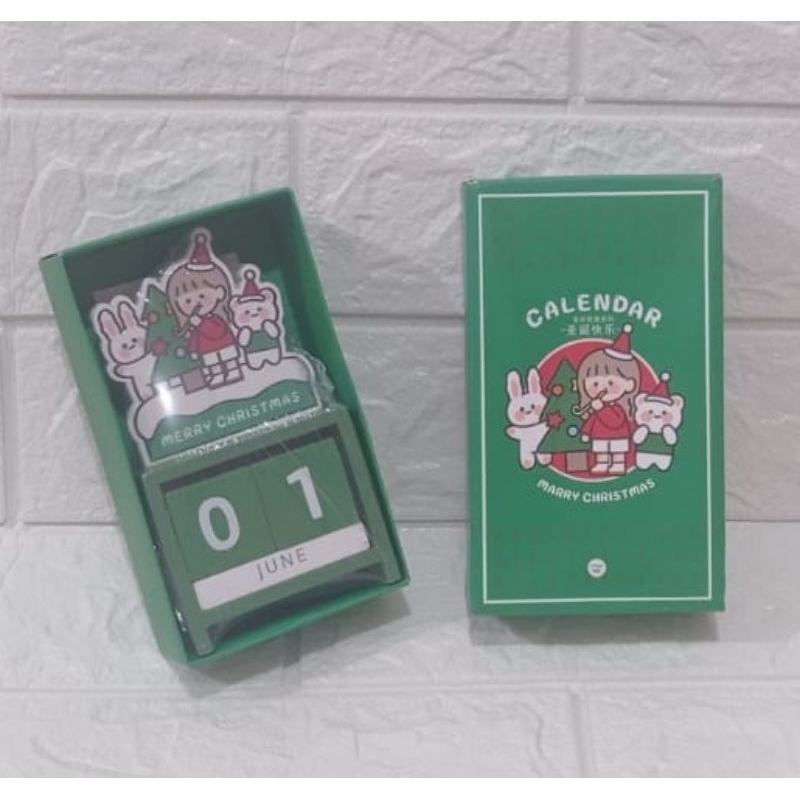 MERRY CHRISTMAS
0 1
JUNE
CALENDAR
圣诞快乐
MARRY CHRISTMAS